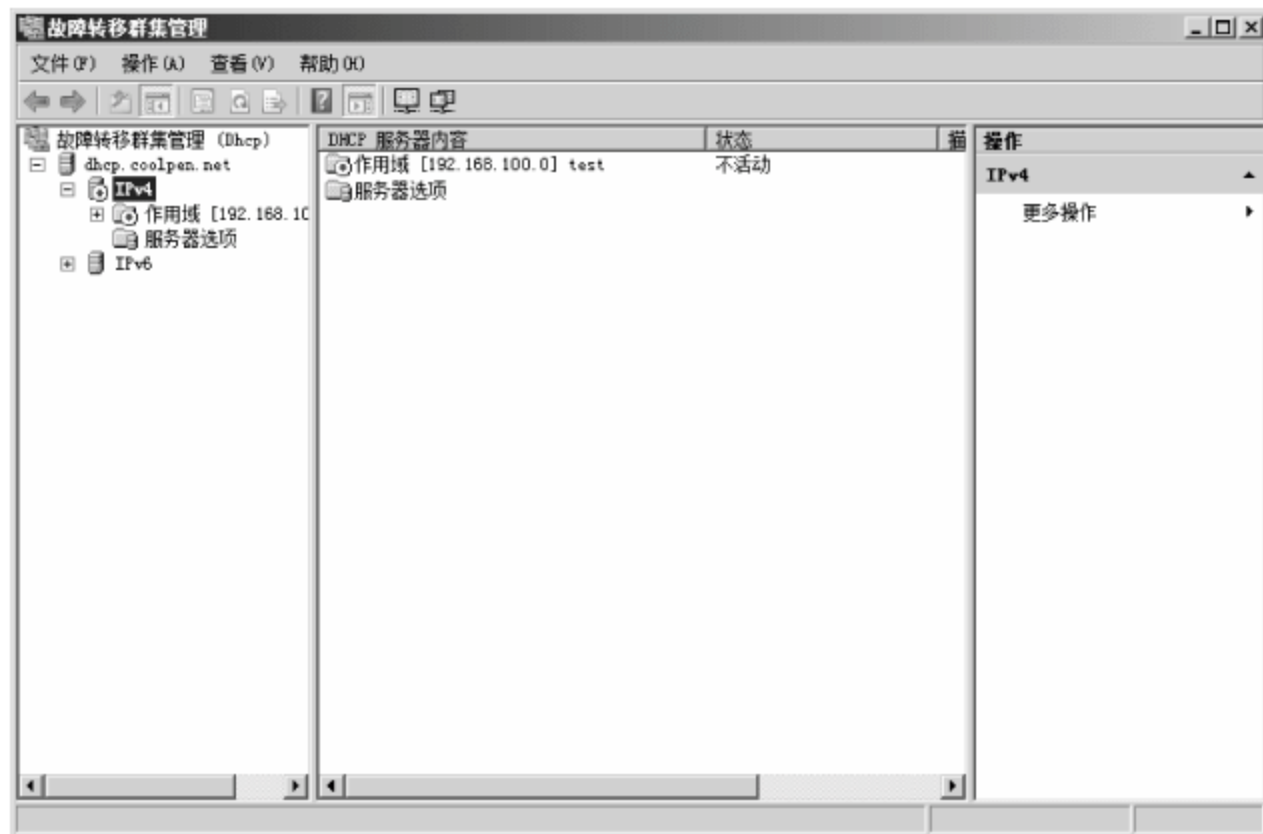 故障转移群集管理
文件(F) 操作(A) 查看(V) 帮助(H)
故障转移群集管理 (Dhcp)
dhcp.coolpen.net
IPv4
作用域 [192.168.10
服务器选项
IPv6
DHCP 服务器内容 状态 描
作用域 [192.168.100.0] test 不活动
服务器选项
操作
IPv4
更多操作